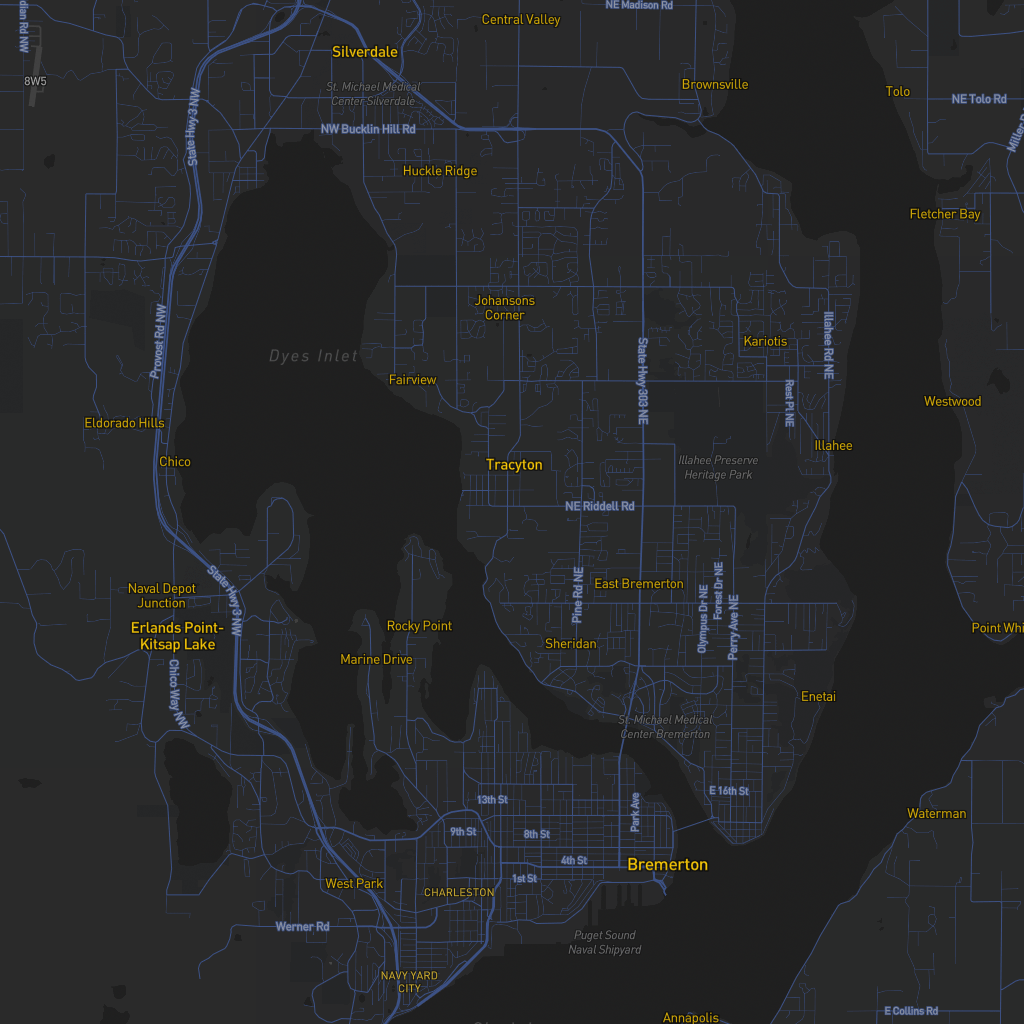 NE Madison Rd
Central Valley
Silverdale
8W5
St. Michael Medical
Center Silverdale
Brownsville
Tolo
NE Tolo Rd
State Hwy 3 NW
NW Bucklin Hill Rd
Huckle Ridge
Fletcher Bay
Johansons
Corner
Provost Rd NW
Illahee Rd NE
Kariotis
State Hwy 303 NE
Dyes Inlet
Fairview
Rest Pl NE
Westwood
Eldorado Hills
Illahee
Chico
Tracyton
Illahee Preserve
Heritage Park
NE Riddell Rd
State Hwy 3 NW
Naval Depot
Junction
East Bremerton
Pine Rd NE
Forest Dr NE
Olympus Dr NE
Perry Ave NE
Erlands Point-
Kitsap Lake
Rocky Point
Point Whi
Sheridan
Marine Drive
Chico Way NW
Enetai
St. Michael Medical
Center Bremerton
E 16th St
13th St
Park Ave
Waterman
9th St
8th St
4th St
Bremerton
1st St
West Park
CHARLESTON
Werner Rd
Puget Sound
Naval Shipyard
NAVY YARD
CITY
E Collins Rd
Annapolis